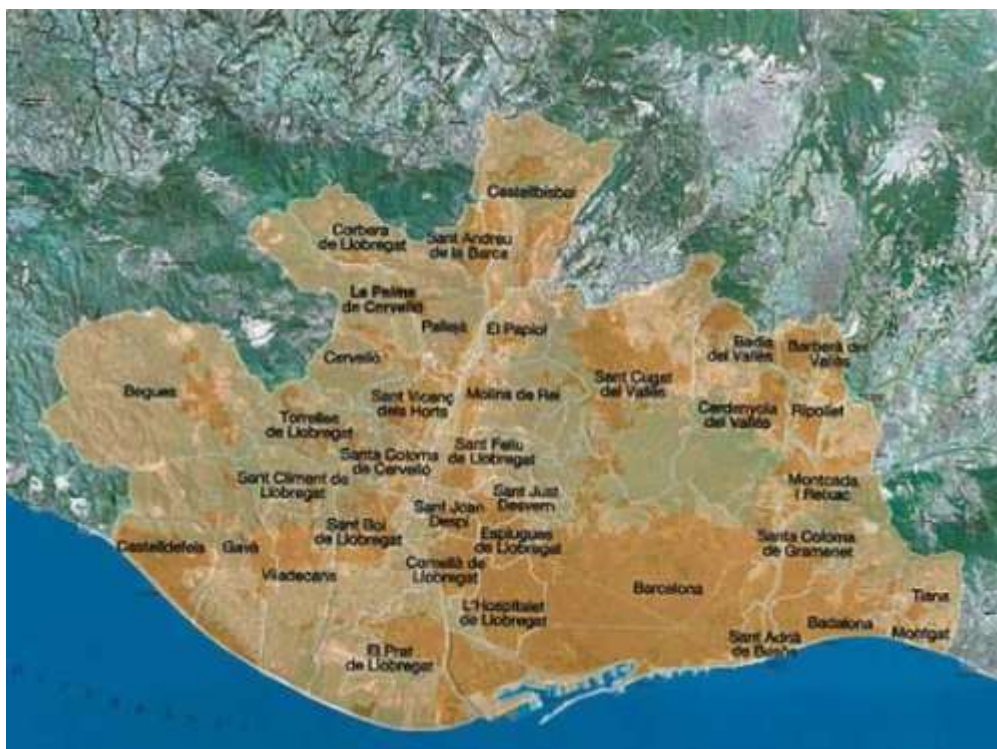 Castellbisbal
Corbera
de Llobregat
Sant Andreu
de la Barca
La Palma
de Cervelló
Pallejà
El Papiol
Badia
del Vallès
Barberà del
Vallès
Cervelló
Begues
Sant Vicenç
dels Horts
Molins de Rei
Sant Cugat
del Vallès
Cerdanyola
del Vallès
Ripollet
Torrelles
de Llobregat
Santa Coloma
de Cervelló
Sant Feliu
de Llobregat
Sant Climent de
Llobregat
Montcada
i Reixac
Sant Just
Desvern
Sant Joan
Despí
Sant Boi
de Llobregat
Esplugues
de Llobregat
Santa Coloma
de Gramenet
Castelldefels
Gavà
Viladecans
Cornellà de
Llobregat
Barcelona
Tiana
L'Hospitalet
de Llobregat
Badalona
Montgat
Sant Adrià
de Besòs
El Prat
de Llobregat